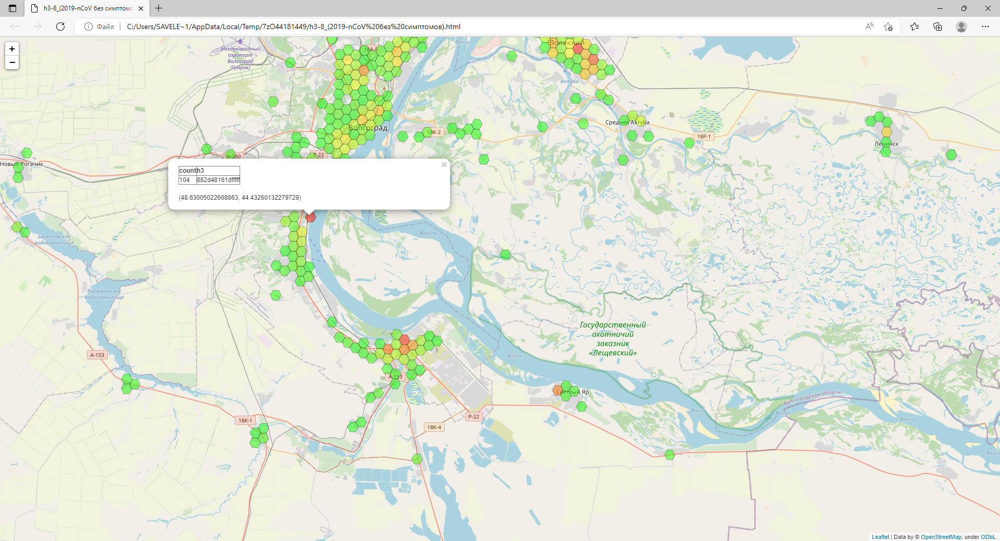 h3-8_(2019-nCoV без симптомо
Файл
C:/Users/SAVELE~1/AppData/Local/Temp/7zO44181449/h3-8_(2019-nCoV%20без%20симптомов).html
+
−
Международный
аэропорт
Волгоград
(Гумрак)
18А-5
Волга
Волжский
Ахтуба
Волгоград
18К-2
Средняя Ахтуба
18Р-1
Ленинск
А-260
Р-22
Новый Рогачик
count h3
104 882d48161dfffff
(48.63005022668863, 44.43260132279729)
×
Береславское
водохранилище
Волга
Варваровское
водохранилище
Государственный
охотничий
заказник
«Лещевский»
А-153
Волга
А-153
Светлый Яр
Волгоградская область
Волга
Волга
Волга
Р-22
18К-1
18К-4
Волга
Leaflet | Data by © OpenStreetMap, under ODbL.